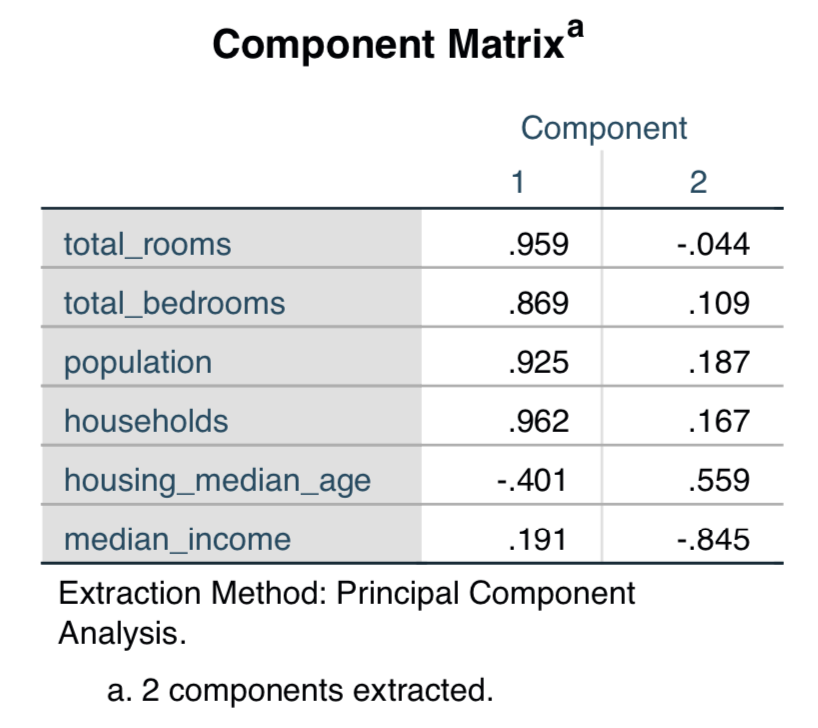 Component Matrixa
Component
1 2
total_rooms .959 -.044
total_bedrooms .869 .109
population .925 .187
households .962 .167
housing_median_age -.401 .559
median_income .191 -.845
Extraction Method: Principal Component
Analysis.
a. 2 components extracted.